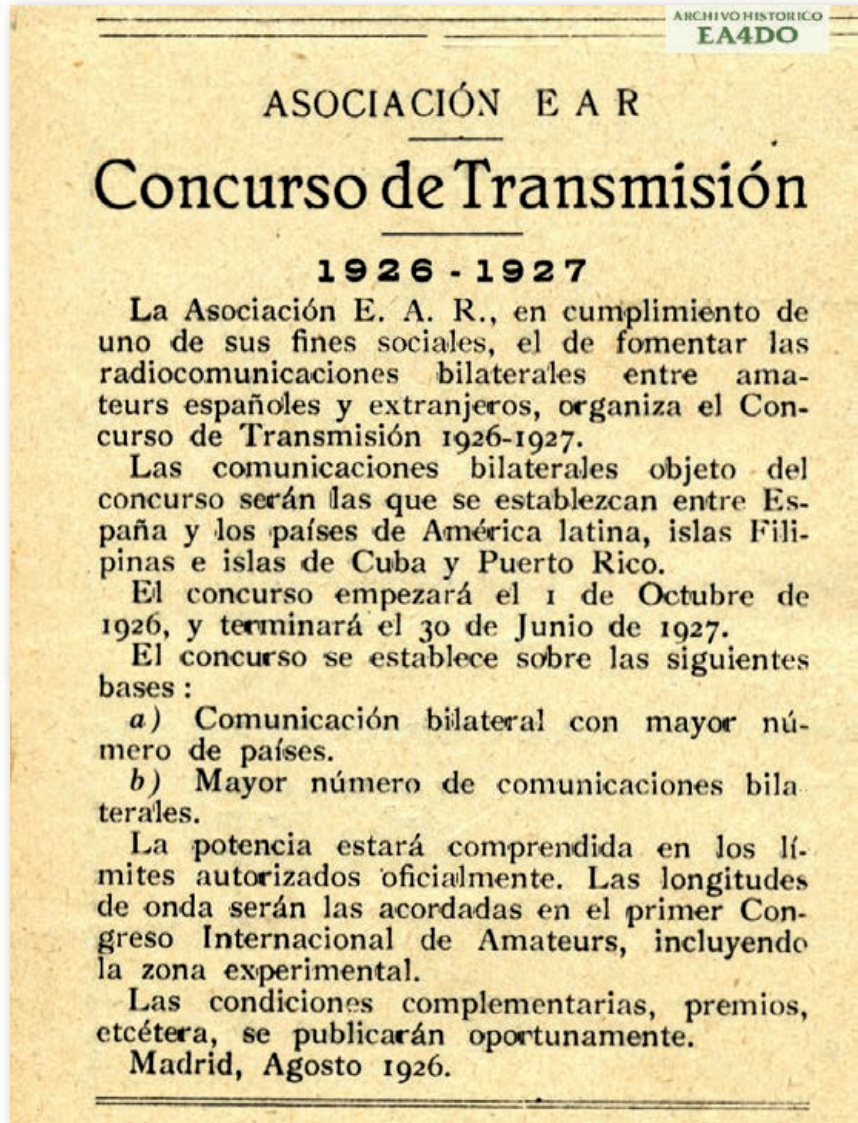 ARCHIVO HISTORICO
EA4DO
ASOCIACIÓN E A R
Concurso de Transmisión
1926 - 1927
La Asociación E. A. R., en cumplimiento de
uno de sus fines sociales, el de fomentar las
radiocomunicaciones bilaterales entre ama-
teurs españoles y extranjeros, organiza el Con-
curso de Transmisión 1926-1927.
Las comunicaciones bilaterales objeto del
concurso serán las que se establezcan entre Es-
paña y los países de América latina, islas Fili-
pinas e islas de Cuba y Puerto Rico.
El concurso empezará el 1 de Octubre de
1926, y terminará el 30 de Junio de 1927.
El concurso se establece sobre las siguientes
bases :
a) Comunicación bilateral con mayor nú-
mero de países.
b) Mayor número de comunicaciones bila
terales.
La potencia estará comprendida en los lí-
mites autorizados oficialmente. Las longitudes
de onda serán las acordadas en el primer Con-
greso Internacional de Amateurs, incluyendo
la zona experimental.
Las condiciones complementarias, premios,
etcétera, se publicarán oportunamente.
Madrid, Agosto 1926.